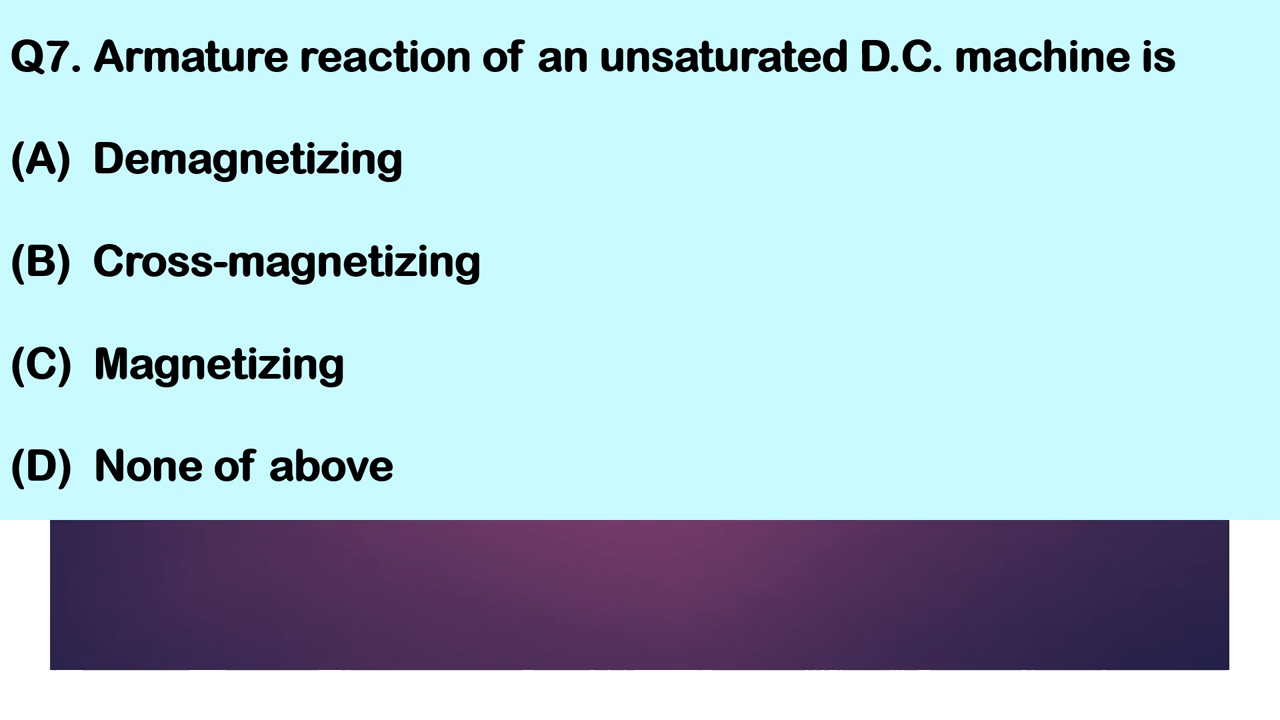 Q7. Armature reaction of an unsaturated D.C. machine is
(A) Demagnetizing
(B) Cross-magnetizing
(C) Magnetizing
(D) None of above